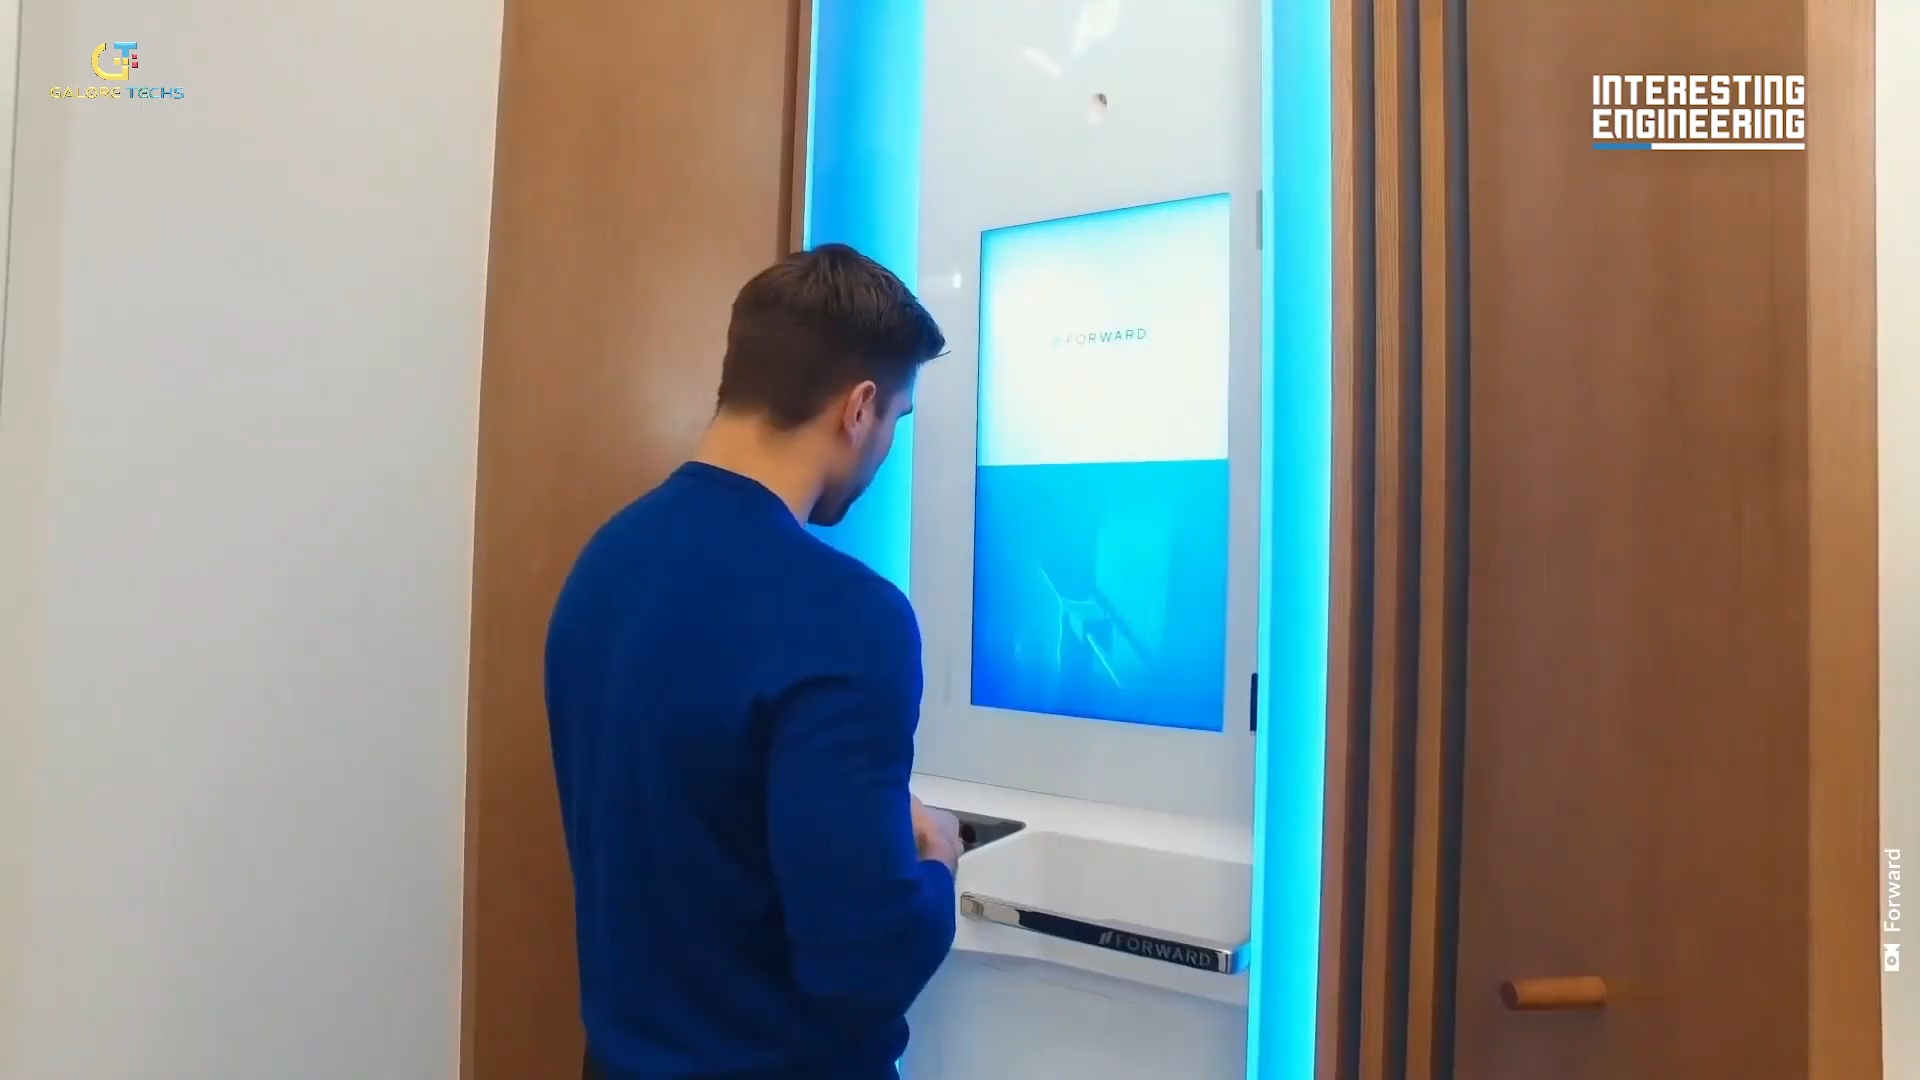 GALORE TECHS
INTERESTING
ENGINEERING
FORWARD
FORWARD
Forward